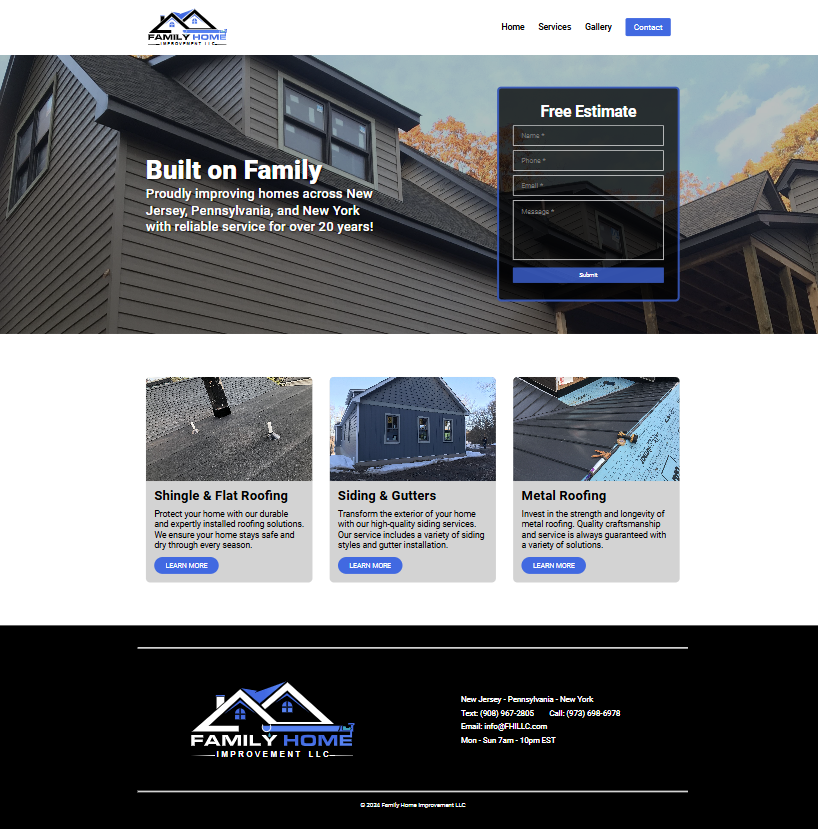 FAMILY HOME
IMPROVEMENT LLC
Home Services Gallery Contact
Built on Family
Proudly improving homes across New
Jersey, Pennsylvania, and New York
with reliable service for over 20 years!
Free Estimate
Name *
Phone *
Email *
Message *
Submit
Shingle & Flat Roofing
Protect your home with our durable
and expertly installed roofing solutions.
We ensure your home stays safe and
dry through every season.
LEARN MORE
Siding & Gutters
Transform the exterior of your home
with our high-quality siding services.
Our service includes a variety of siding
styles and gutter installation.
LEARN MORE
Metal Roofing
Invest in the strength and longevity of
metal roofing. Quality craftsmanship
and service is always guaranteed with
a variety of solutions.
LEARN MORE
FAMILY HOME
IMPROVEMENT LLC
New Jersey - Pennsylvania - New York
Text: (908) 967-2805 Call: (973) 698-6978
Email: info@FHILLC.com
Mon - Sun 7am - 10pm EST
© 2024 Family Home Improvement LLC